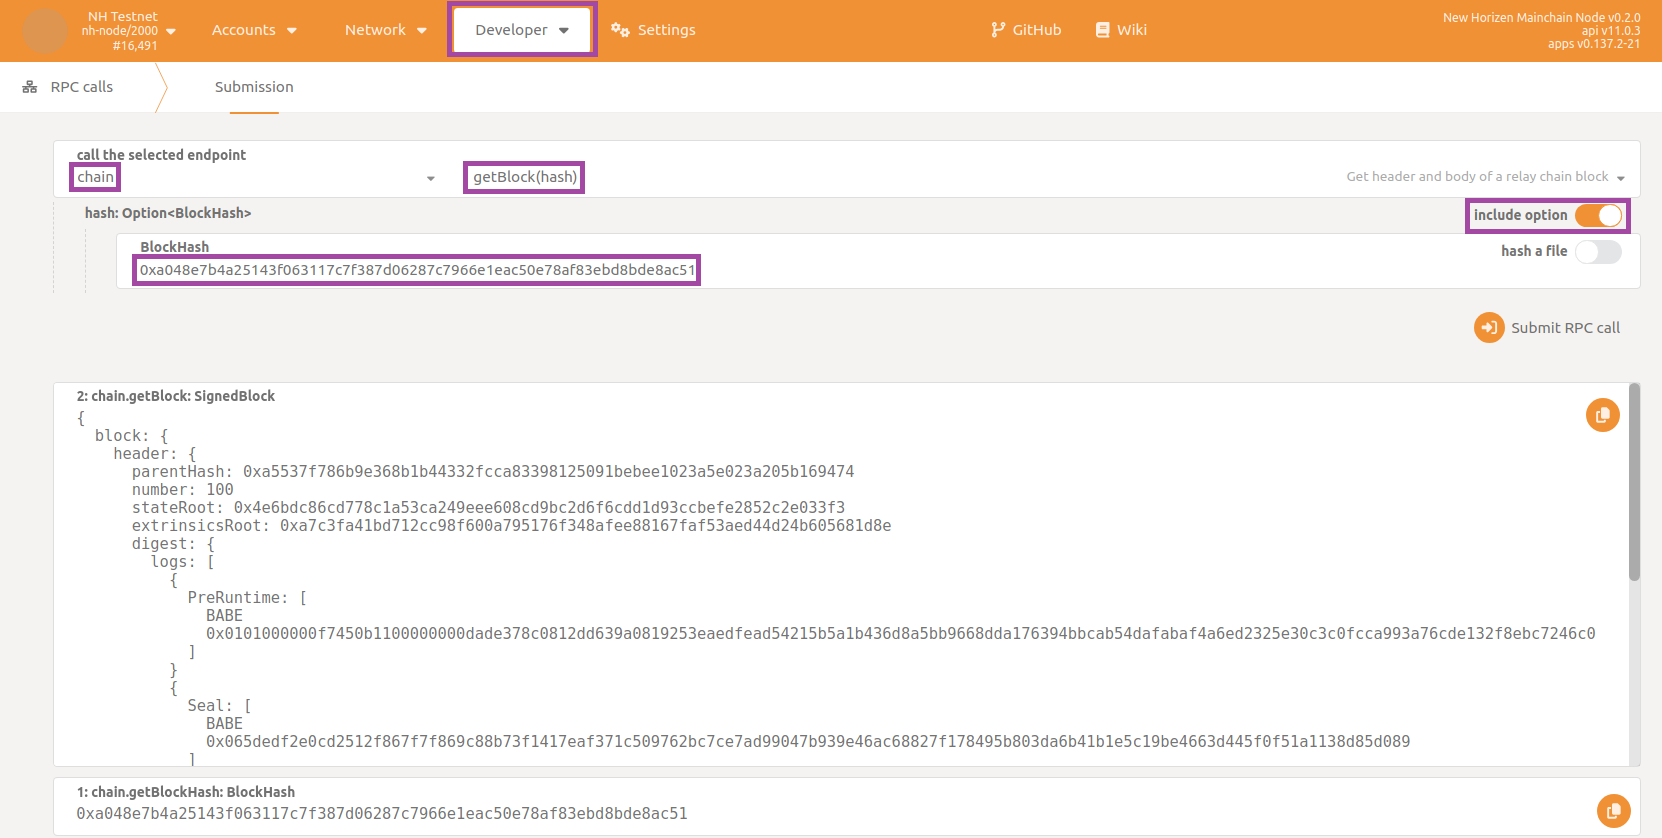 NH Testnet
nh-node/2000
#16,491
Accounts
Network
Developer
Settings
GitHub
Wiki
New Horizen Mainchain Node v0.2.0
api v11.0.3
apps v0.137.2-21
RPC calls
Submission
call the selected endpoint
chain
getBlock(hash)
Get header and body of a relay chain block
hash: Option<BlockHash>
include option
BlockHash
0xa048e7b4a25143f063117c7f387d06287c7966e1eac50e78af83ebd8bde8ac51
hash a file
Submit RPC call
2: chain.getBlock: SignedBlock
{
block: {
header: {
parentHash: 0xa5537f786b9e368b1b44332fcca83398125091bebee1023a5e023a205b169474
number: 100
stateRoot: 0x4e6bdc86cd778c1a53ca249eee608cd9bc2d6f6cdd1d93ccbefe2852c2e033f3
extrinsicsRoot: 0xa7c3fa41bd712cc98f600a795176f348afee88167faf53aed44d24b605681d8e
digest: {
logs: [
{
PreRuntime: [
BABE
0x0101000000f7450b1100000000dade378c0812dd639a0819253eaedfead54215b5a1b436d8a5bb9668dda176394bbcab54dafabaf4a6ed2325e30c3c0fcca993a76cde132f8ebc7246c0
]
}
{
Seal: [
BABE
0x065dedf2e0cd2512f867f7f869c88b73f1417eaf371c509762bc7ce7ad99047b939e46ac68827f178495b803da6b41b1e5c19be4663d445f0f51a1138d85d089
]
1: chain.getBlockHash: BlockHash
0xa048e7b4a25143f063117c7f387d06287c7966e1eac50e78af83ebd8bde8ac51